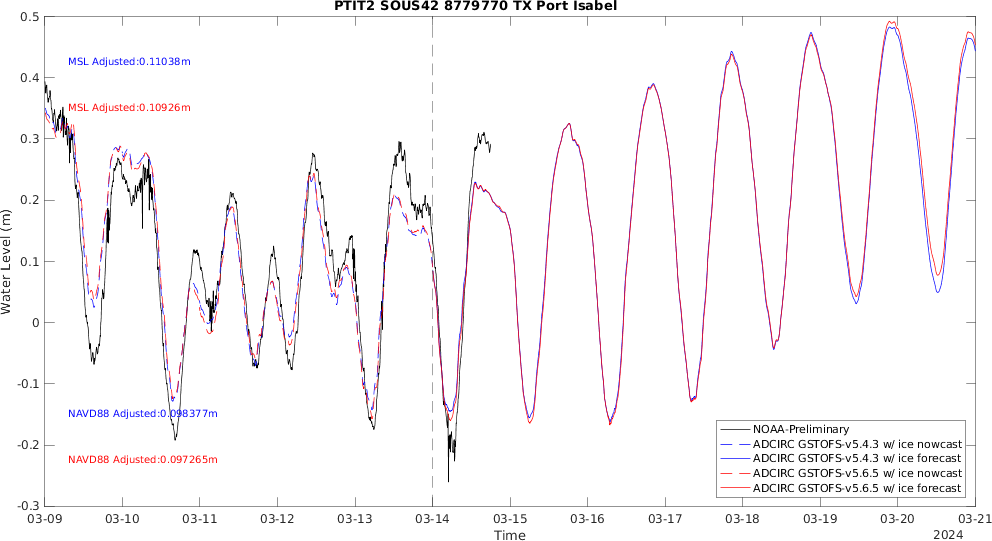 PTIT2 SOUS42 8779770 TX Port Isabel
0.5
0.4
0.3
0.2
0.1
0
-0.1
-0.2
-0.3
Water Level (m)
MSL Adjusted:0.11038m
MSL Adjusted:0.10926m
NAVD88 Adjusted:0.098377m
NAVD88 Adjusted:0.097265m
NOAA-Preliminary
ADCIRC GSTOFS-v5.4.3 w/ ice nowcast
ADCIRC GSTOFS-v5.4.3 w/ ice forecast
ADCIRC GSTOFS-v5.6.5 w/ ice nowcast
ADCIRC GSTOFS-v5.6.5 w/ ice forecast
03-09 03-10 03-11 03-12 03-13 03-14 03-15 03-16 03-17 03-18 03-19 03-20 03-21
Time
2024